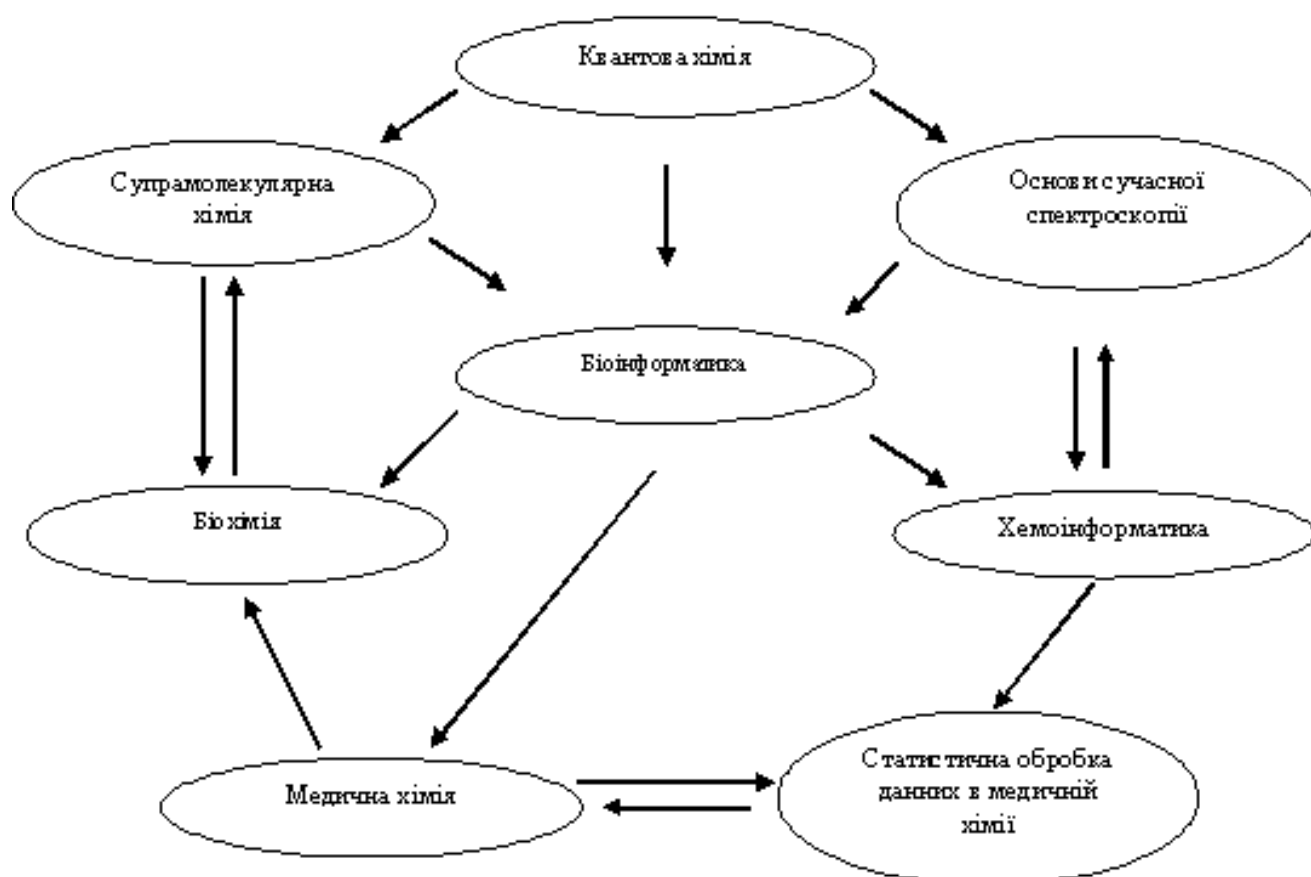 Квантова хімія
Супрамолекулярна
хімія
Основи сучасної
спектроскопії
Біоінформатика
Біохімія
Хемоінформатика
Медична хімія
Статистична обробка
данних в медичній
хімії